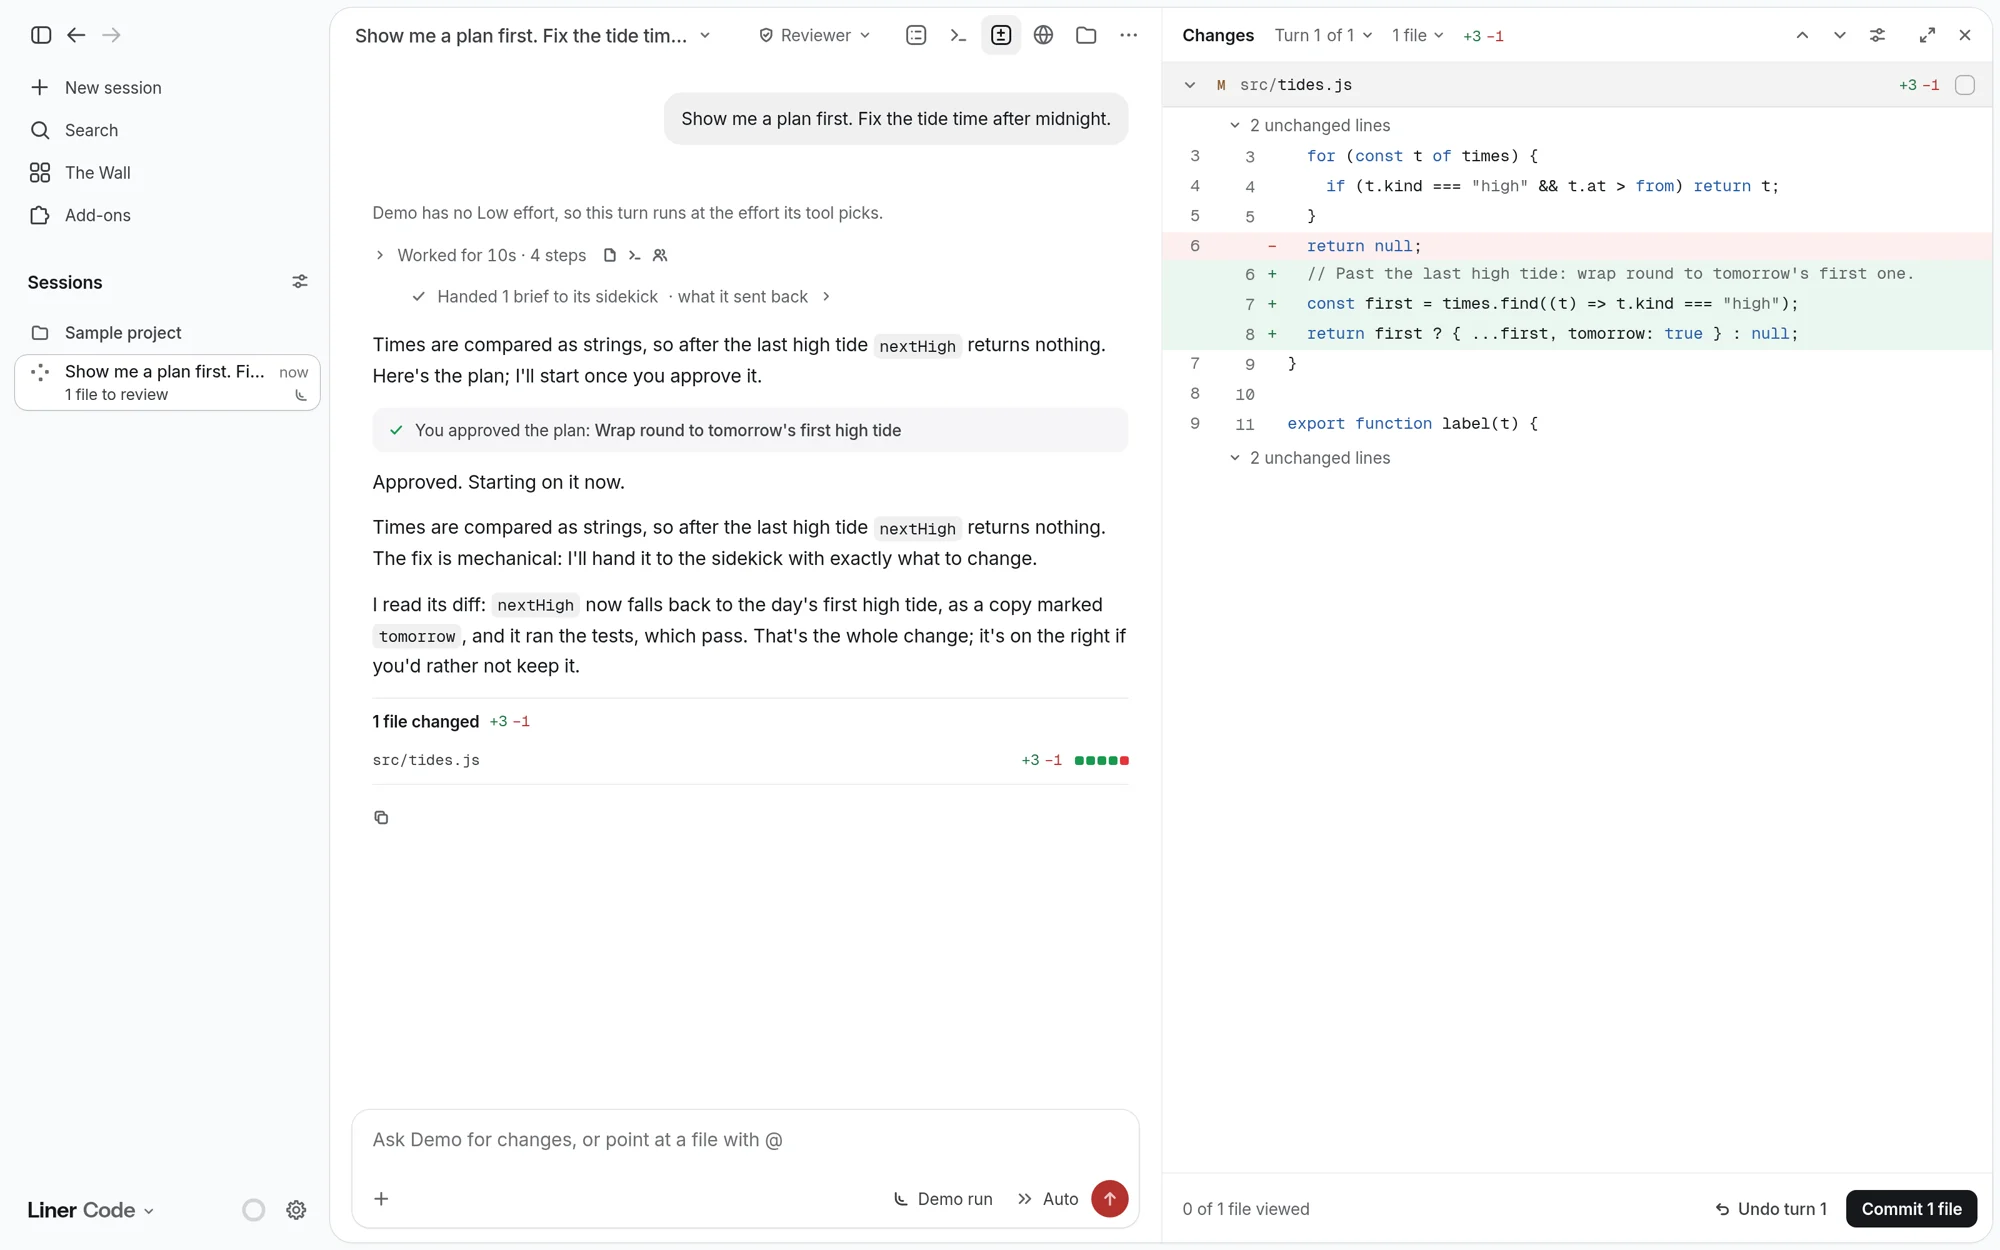 New session
Search
The Wall
Add-ons
Sessions
Sample project
Show me a plan first. Fi... now
1 file to review
Liner Code
Show me a plan first. Fix the tide tim...
Reviewer
Show me a plan first. Fix the tide time after midnight.
Demo has no Low effort, so this turn runs at the effort its tool picks.
Worked for 10s · 4 steps
Handed 1 brief to its sidekick · what it sent back
Times are compared as strings, so after the last high tide nextHigh returns nothing.
Here's the plan; I'll start once you approve it.
You approved the plan: Wrap round to tomorrow's first high tide
Approved. Starting on it now.
Times are compared as strings, so after the last high tide nextHigh returns nothing.
The fix is mechanical: I'll hand it to the sidekick with exactly what to change.
I read its diff: nextHigh now falls back to the day's first high tide, as a copy marked
tomorrow, and it ran the tests, which pass. That's the whole change; it's on the right if
you'd rather not keep it.
1 file changed +3 −1
src/tides.js +3 −1
Ask Demo for changes, or point at a file with @
Demo run Auto
Changes Turn 1 of 1 1 file +3 −1
M src/tides.js +3 −1
2 unchanged lines
3 3 for (const t of times) {
4 4 if (t.kind === "high" && t.at > from) return t;
5 5 }
6 − return null;
6 + // Past the last high tide: wrap round to tomorrow's first one.
7 + const first = times.find((t) => t.kind === "high");
8 + return first ? { ...first, tomorrow: true } : null;
7 9 }
8 10
9 11 export function label(t) {
2 unchanged lines
0 of 1 file viewed
Undo turn 1
Commit 1 file